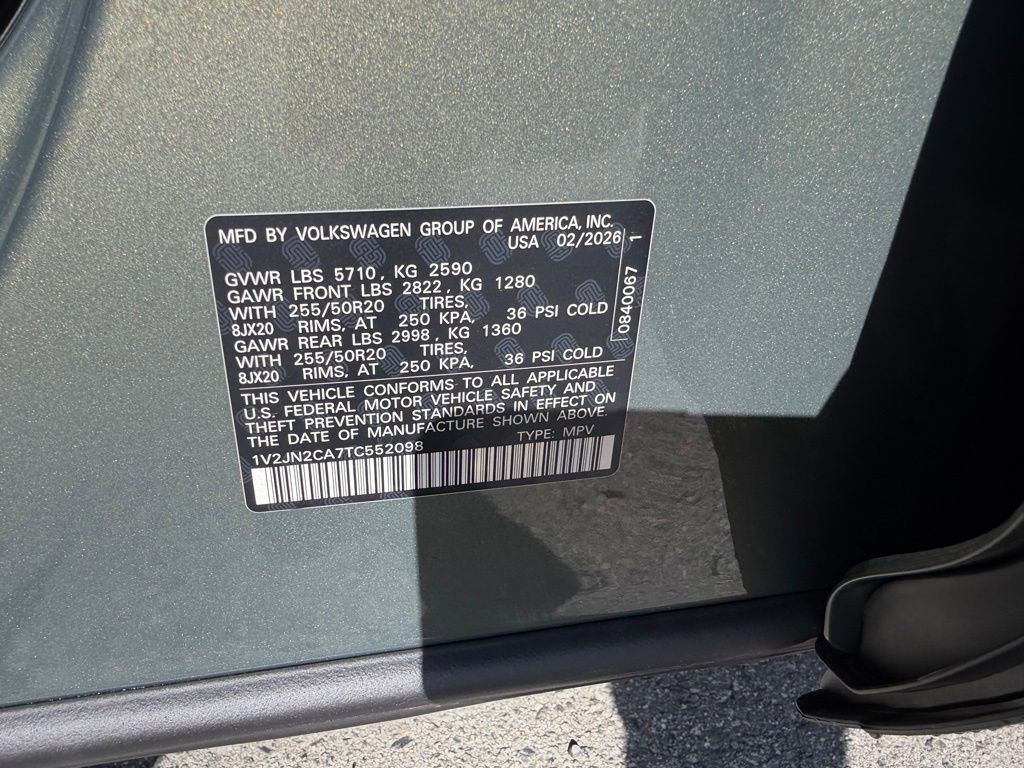 MFD BY VOLKSWAGEN GROUP OF AMERICA, INC.
USA 02/2026
GVWR LBS 5710, KG 2590
GAWR FRONT LBS 2822, KG 1280
WITH 255/50R20 TIRES,
8JX20 RIMS, AT 250 KPA, 36 PSI COLD
GAWR REAR LBS 2998, KG 1360
WITH 255/50R20 TIRES,
8JX20 RIMS, AT 250 KPA, 36 PSI COLD
THIS VEHICLE CONFORMS TO ALL APPLICABLE
U.S. FEDERAL MOTOR VEHICLE SAFETY AND
THEFT PREVENTION STANDARDS IN EFFECT ON
THE DATE OF MANUFACTURE SHOWN ABOVE.
1V2JN2CA7TC552098 TYPE: MPV
0840067 1